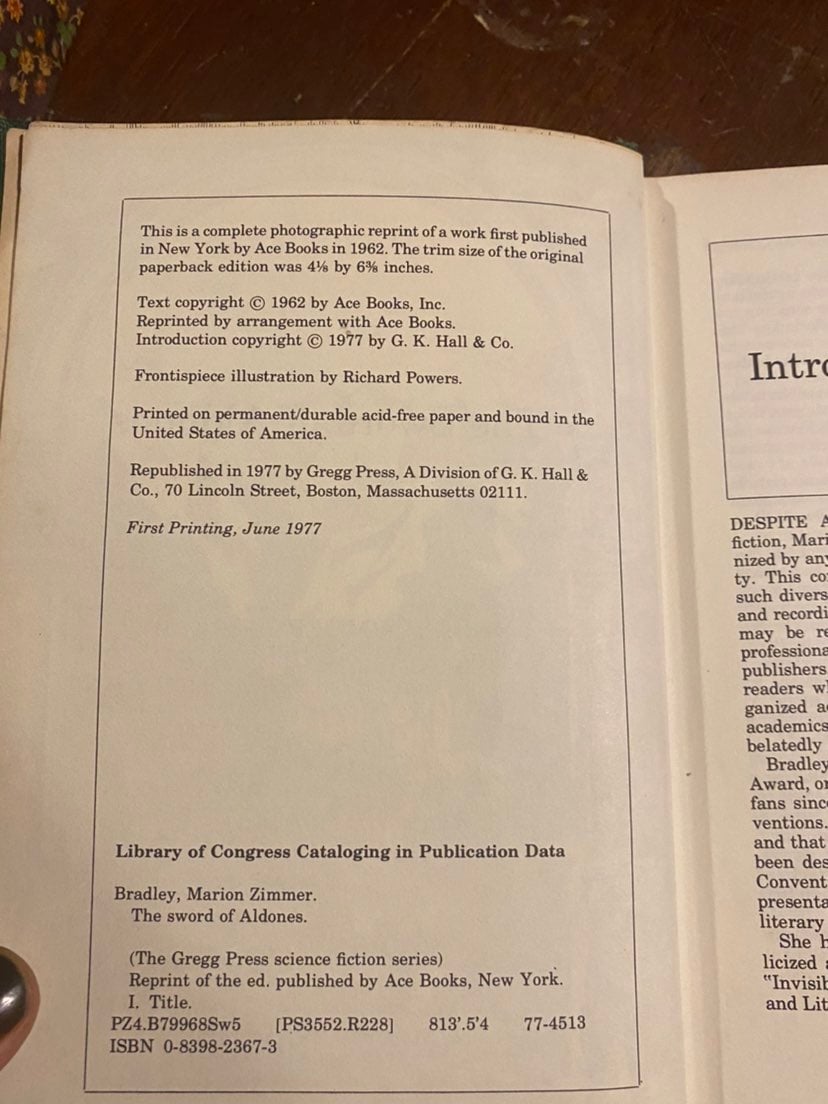 This is a complete photographic reprint of a work first published
in New York by Ace Books in 1962. The trim size of the original
paperback edition was 4⅛ by 6⅜ inches.
Text copyright © 1962 by Ace Books, Inc.
Reprinted by arrangement with Ace Books.
Introduction copyright © 1977 by G. K. Hall & Co.
Frontispiece illustration by Richard Powers.
Printed on permanent/durable acid-free paper and bound in the
United States of America.
Republished in 1977 by Gregg Press, A Division of G. K. Hall &
Co., 70 Lincoln Street, Boston, Massachusetts 02111.
First Printing, June 1977
Library of Congress Cataloging in Publication Data
Bradley, Marion Zimmer.
The sword of Aldones.
(The Gregg Press science fiction series)
Reprint of the ed. published by Ace Books, New York.
I. Title.
PZ4.B79968Sw5 [PS3552.R228] 813'.5'4 77-4513
ISBN 0-8398-2367-3
Intro
DESPITE A
fiction, Mari
nized by any
ty. This co
such divers
and recordi
may be re
professiona
publishers
readers w
ganized a
academics
belatedly
Bradley
Award, or
fans since
ventions.
and that
been des
Convent
presenta
literary
She h
licized a
"Invisib
and Lit